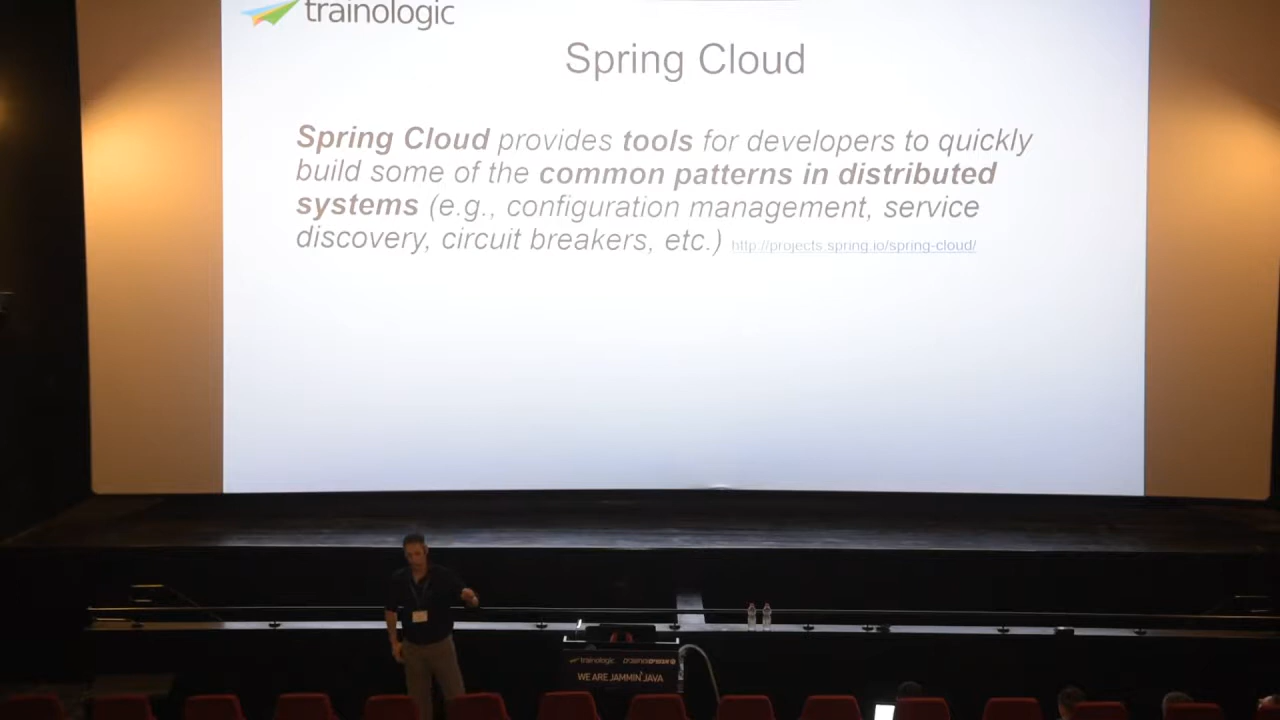 trainologic
Spring Cloud
Spring Cloud provides tools for developers to quickly
build some of the common patterns in distributed
systems (e.g., configuration management, service
discovery, circuit breakers, etc.) http://projects.spring.io/spring-cloud/
trainologic
WE ARE JAMMIN' JAVA